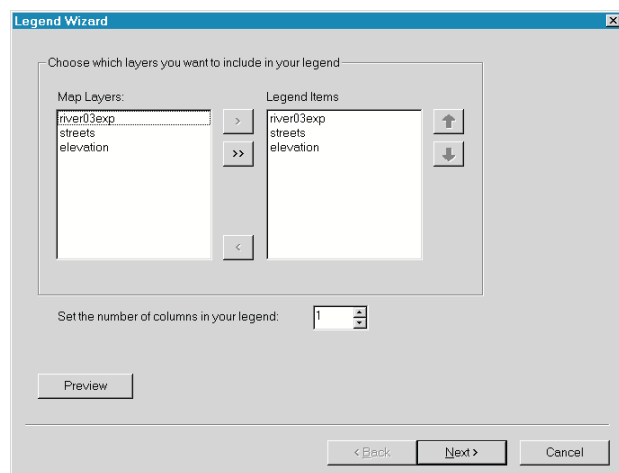 Legend Wizard
Choose which layers you want to include in your legend
Map Layers:
Legend Items
river03exp
streets
elevation
>
>>
<
river03exp
streets
elevation
Set the number of columns in your legend:
1
Preview
< Back
Next >
Cancel